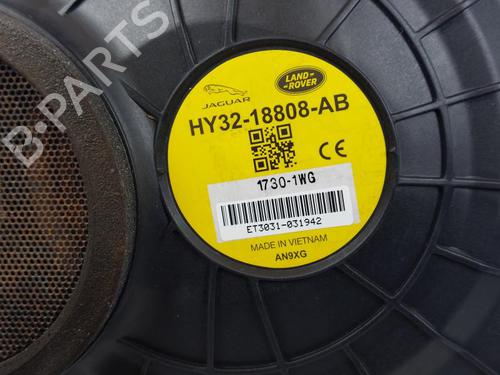 B-PARTS
JAGUAR
LAND-
ROVER
HY32-18808-AB
CE
1730-1WG
ET3031-031942
MADE IN VIETNAM
AN9XG